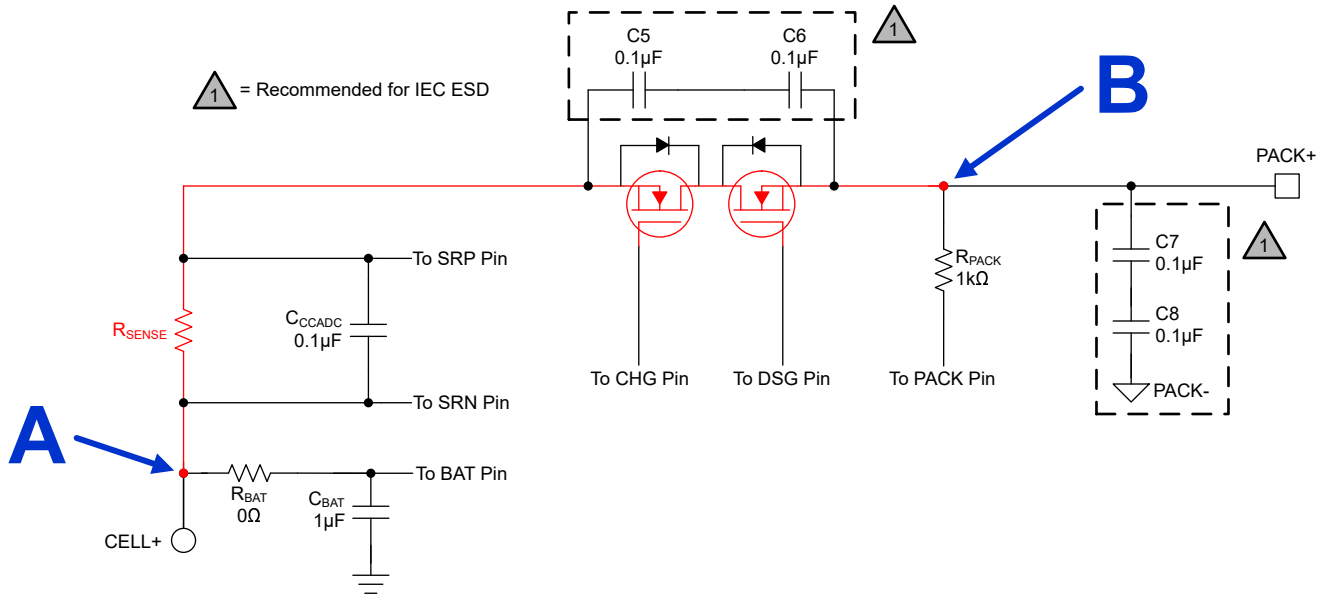 C5
0.1µF
C6
0.1µF
1
1
= Recommended for IEC ESD
B
PACK+
To SRP Pin
RPACK
1kΩ
C7
0.1µF
1
RSENSE
CCCADC
0.1µF
C8
0.1µF
To CHG Pin
To DSG Pin
To PACK Pin
PACK-
To SRN Pin
A
To BAT Pin
RBAT
0Ω
CBAT
1µF
CELL+